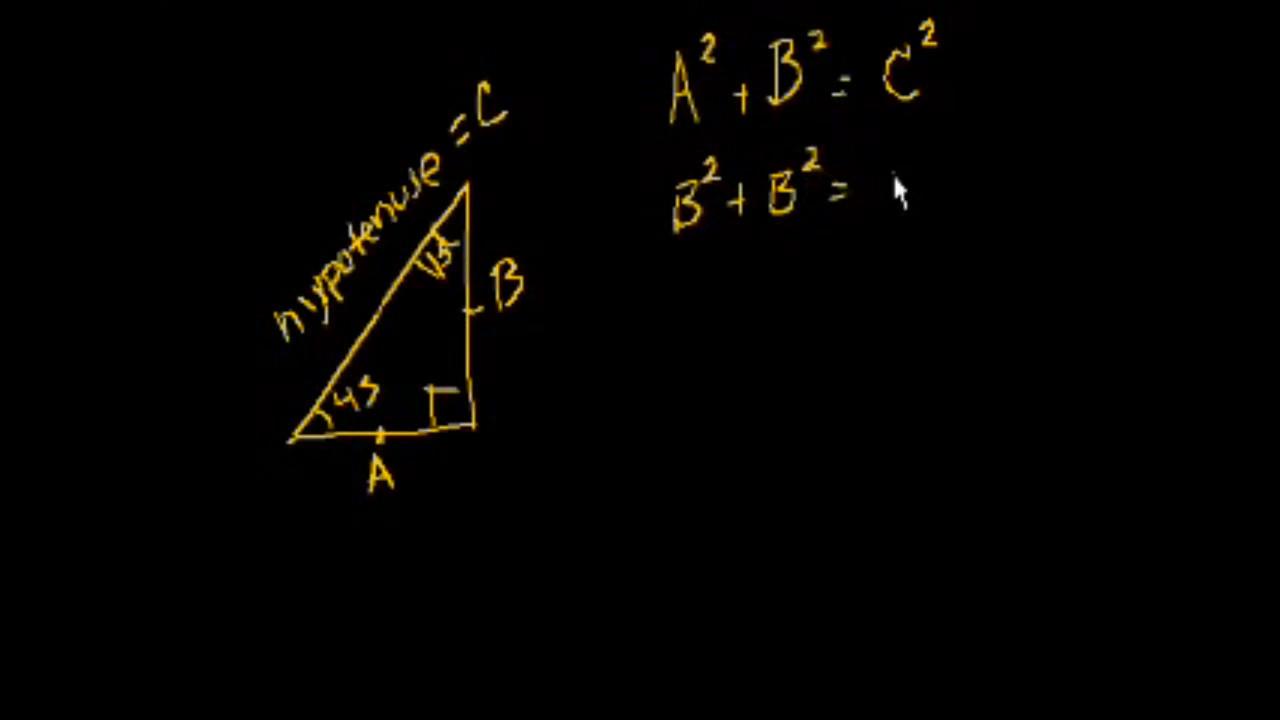 A² + B² = C²
B² + B² =
hypotenuse = C
45
B
45
A